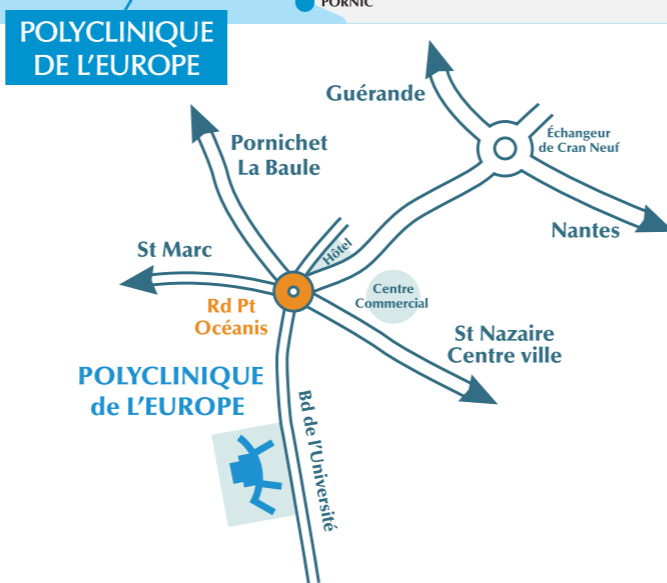 PORNIC
POLYCLINIQUE
DE L’EUROPE
Guérande
Échangeur
de Cran Neuf
Pornichet
La Baule
Nantes
St Marc
Hôtel
Centre
Commercial
Rd Pt
Océanis
St Nazaire
Centre ville
POLYCLINIQUE
de L’EUROPE
Bd de l’Université